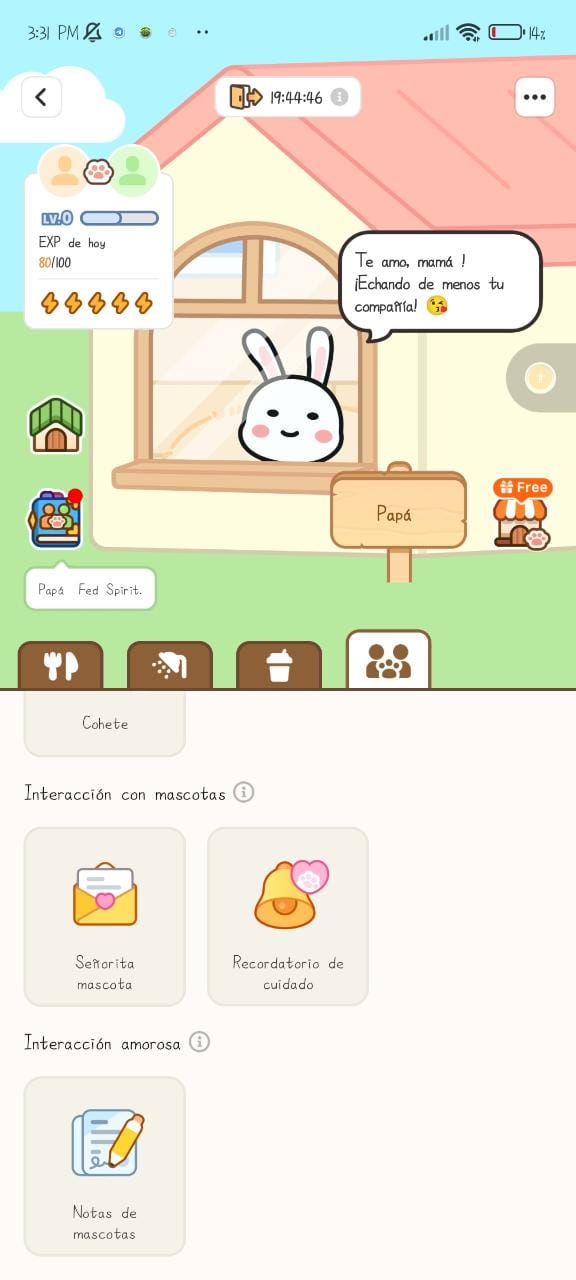 3:31 PM
14%
19:44:46
LV.0
EXP de hoy
80/100
Te amo, mamá !
¡Echando de menos tu
compañía! 😘
Papá
Free
Papá Fed Spirit.
Cohete
Interacción con mascotas
Señorita
mascota
Recordatorio de
cuidado
Interacción amorosa
Notas de
mascotas